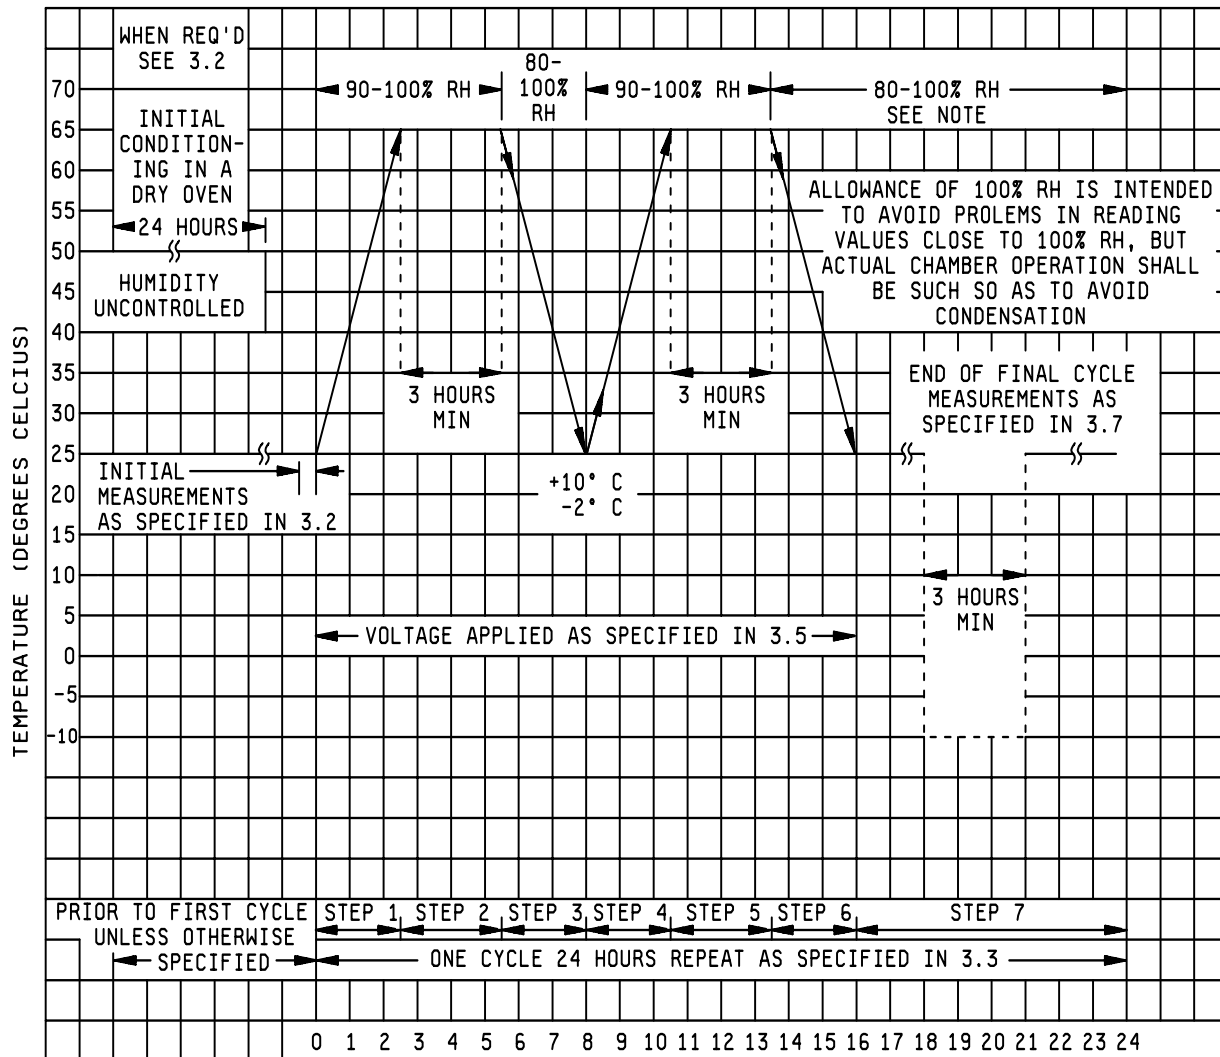 WHEN REQ'D
SEE 3.2
80-
100%
RH
90-100% RH
90-100% RH
80-100% RH
SEE NOTE
INITIAL
CONDITION-
ING IN A
DRY OVEN
24 HOURS
HUMIDITY
UNCONTROLLED
ALLOWANCE OF 100% RH IS INTENDED
TO AVOID PROLEMS IN READING
VALUES CLOSE TO 100% RH, BUT
ACTUAL CHAMBER OPERATION SHALL
BE SUCH SO AS TO AVOID
CONDENSATION
TEMPERATURE (DEGREES CELCIUS)
70
65
60
55
50
45
40
35
30
25
20
15
10
5
0
-5
-10
3 HOURS
MIN
3 HOURS
MIN
END OF FINAL CYCLE
MEASUREMENTS AS
SPECIFIED IN 3.7
INITIAL
MEASUREMENTS
AS SPECIFIED IN 3.2
+10° C
-2° C
3 HOURS
MIN
VOLTAGE APPLIED AS SPECIFIED IN 3.5
PRIOR TO FIRST CYCLE
UNLESS OTHERWISE
SPECIFIED
STEP 1 STEP 2 STEP 3 STEP 4 STEP 5 STEP 6 STEP 7
ONE CYCLE 24 HOURS REPEAT AS SPECIFIED IN 3.3
0 1 2 3 4 5 6 7 8 9 10 11 12 13 14 15 16 17 18 19 20 21 22 23 24